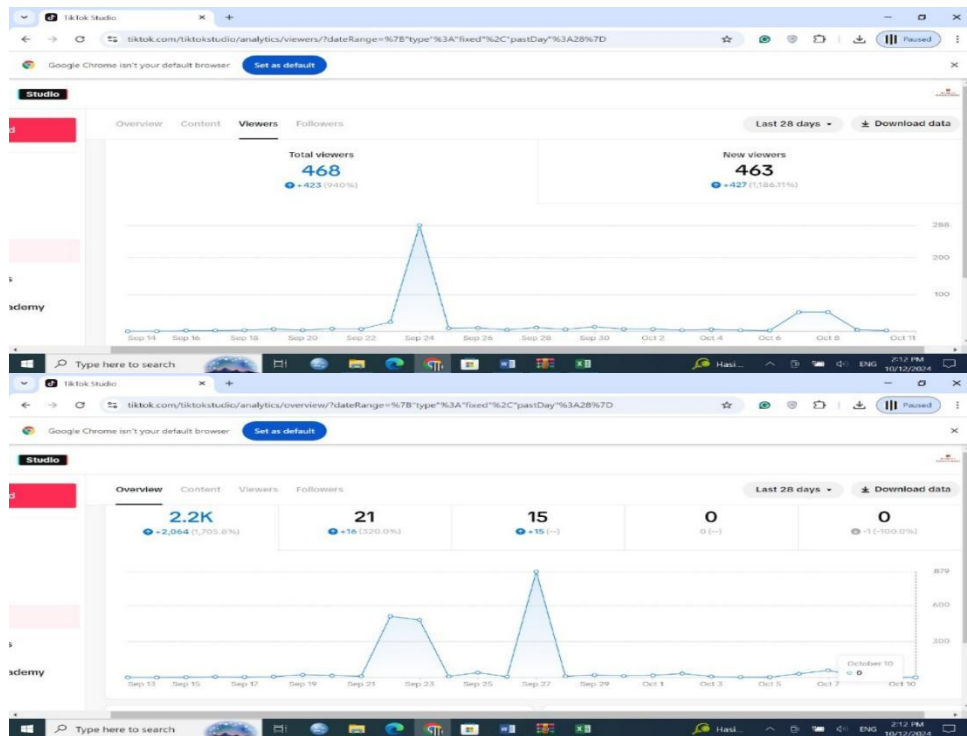 TikTok Studio
tiktok.com/tiktokstudio/analytics/viewers/?dateRange=%7B"type"%3A"fixed"%2C"pastDay"%3A28%7D
Paused
Google Chrome isn't your default browser Set as default
Studio
Overview Content Viewers Followers Last 28 days Download data
Total viewers New viewers
468 463
+423 (940%) +427 (1,186.11%)
200
100
ademy
Sep 14 Sep 16 Sep 18 Sep 20 Sep 22 Sep 24 Sep 26 Sep 28 Sep 30 Oct 2 Oct 4 Oct 6 Oct 8 Oct 11
Type here to search Hasi... ENG 2:12 PM
10/12/2024
TikTok Studio
tiktok.com/tiktokstudio/analytics/overview/?dateRange=%7B"type"%3A"fixed"%2C"pastDay"%3A28%7D
Paused
Google Chrome isn't your default browser Set as default
Studio
Overview Content Viewers Followers Last 28 days Download data
2.2K 21 15 0 0
+2,064 (1,705.8%) +16 (320.0%) +15 (--) 0 (--) -1 (-100.0%)
879
600
300
ademy
October 10
0
Sep 13 Sep 15 Sep 17 Sep 19 Sep 21 Sep 23 Sep 25 Sep 27 Sep 29 Oct 1 Oct 3 Oct 5 Oct 7 Oct 10
Type here to search Hasi... ENG 2:12 PM
10/12/2024